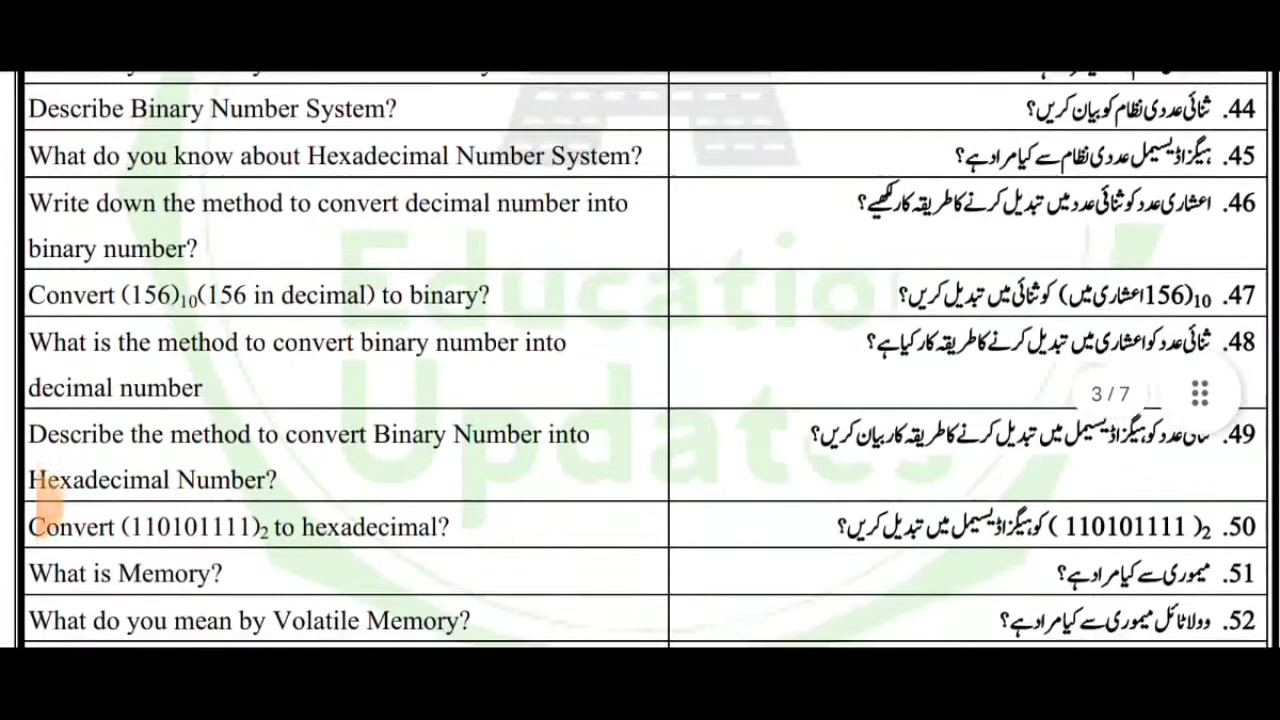 Describe Binary Number System?
44. ثنائی عددی نظام کو بیان کریں؟
What do you know about Hexadecimal Number System?
45. ہیگزاڈیسیمل عددی نظام سے کیا مراد ہے؟
Write down the method to convert decimal number into
binary number?
46. اعشاری عدد کو ثنائی عدد میں تبدیل کرنے کا طریقہ کار لکھیے؟
Convert (156)₁₀(156 in decimal) to binary?
47. 156)₁₀ اعشاری میں) کو ثنائی میں تبدیل کریں؟
What is the method to convert binary number into
decimal number
48. ثنائی عدد کو اعشاری میں تبدیل کرنے کا طریقہ کار کیا ہے؟
3 / 7
Describe the method to convert Binary Number into
Hexadecimal Number?
49. عدد کو ہیگزاڈیسیمل میں تبدیل کرنے کا طریقہ کار بیان کریں؟
Convert (110101111)₂ to hexadecimal?
50. ( 110101111 )₂ کو ہیگزاڈیسیمل میں تبدیل کریں؟
What is Memory?
51. میموری سے کیا مراد ہے؟
What do you mean by Volatile Memory?
52. وولاٹائل میموری سے کیا مراد ہے؟
Education
Updates